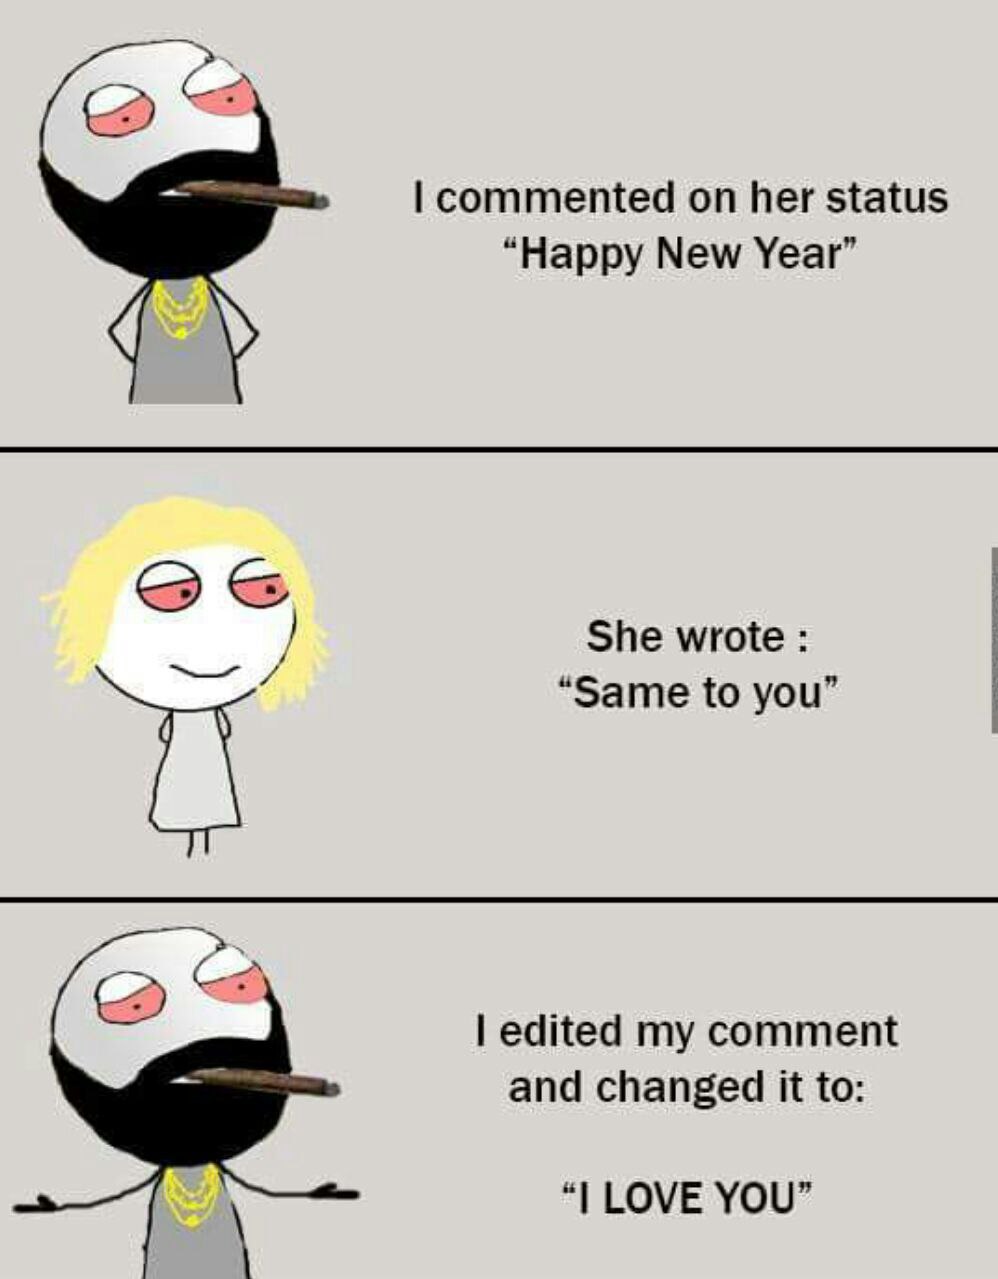 I commented on her status
“Happy New Year”
She wrote :
“Same to you”
I edited my comment
and changed it to:
“I LOVE YOU”